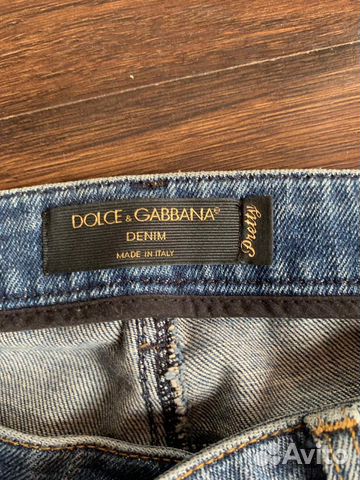 DOLCE & GABBANA®
DENIM
MADE IN ITALY
Pretty
Avito